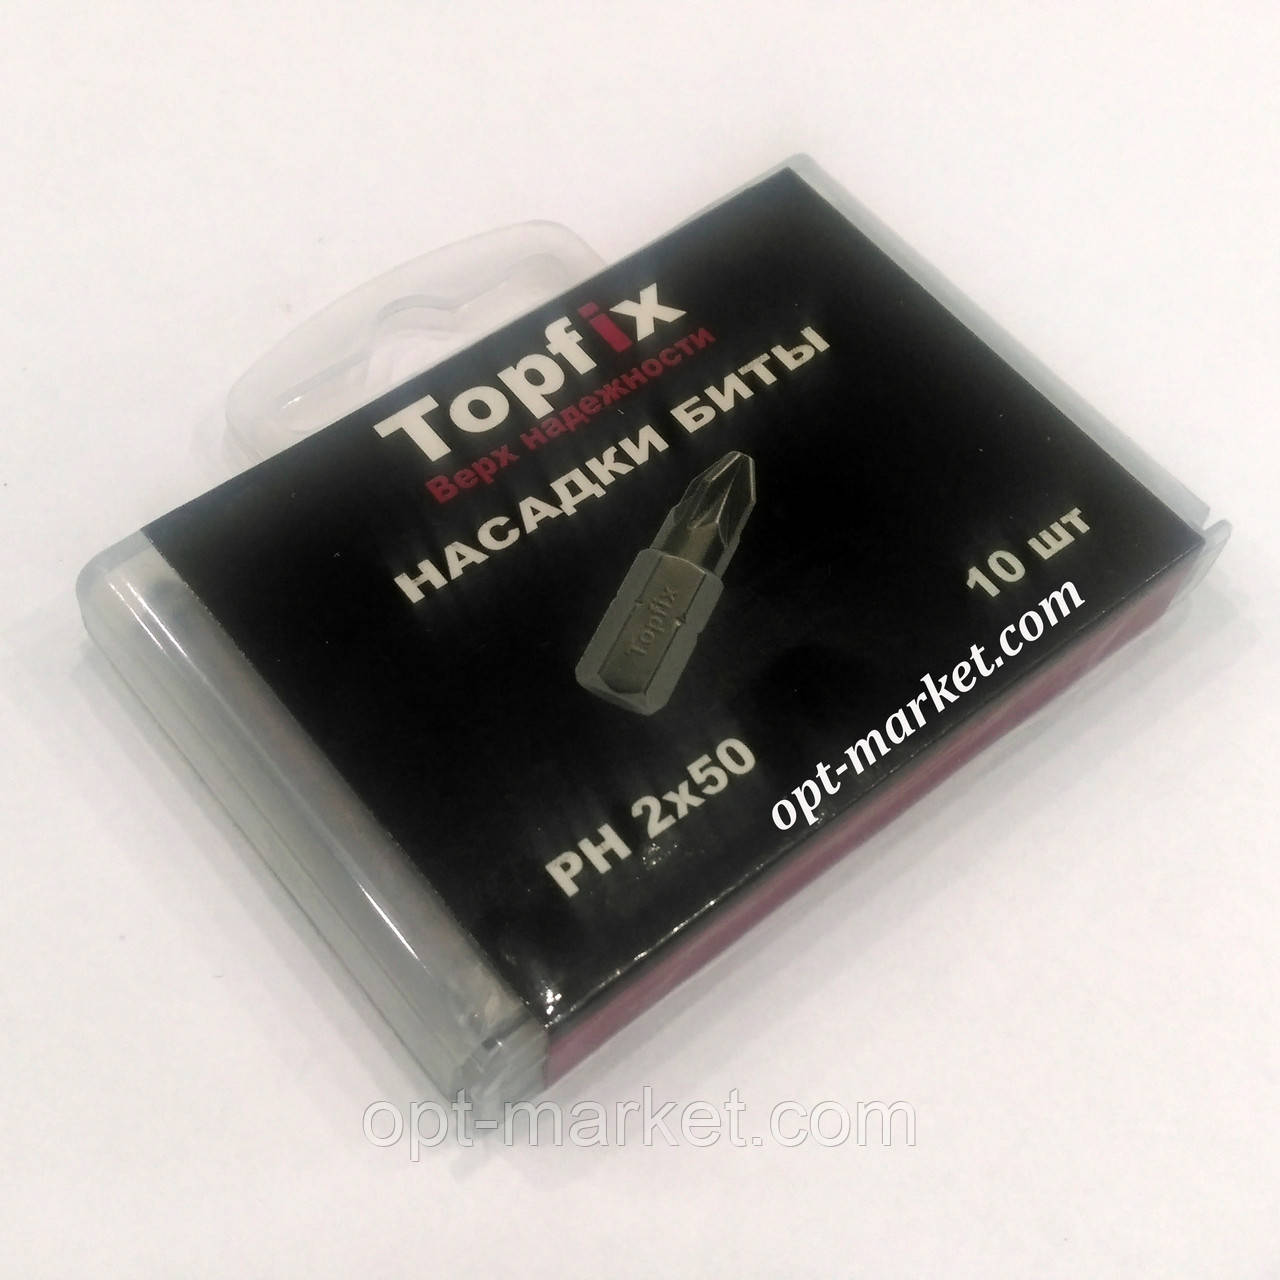 Topfix
Верх надежности
НАСАДКИ БИТЫ
Topfix
10 шт
PH 2x50
opt-market.com
opt-market.com